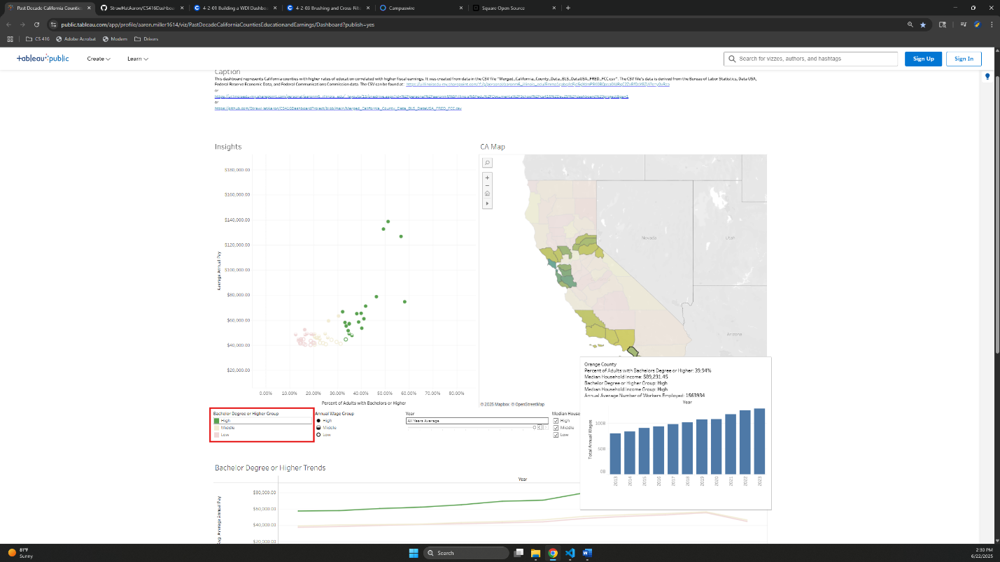 Past Decade California Counties
StrawHatAaron/CS416Dashboa
4-2-01 Building a WD1 Dashbo
4-2-03 Brushing and Cross-Filt
Campuswire
Square Open Source
public.tableau.com/app/profile/aaron.miller1614/viz/PastDecadeCaliforniaCountiesEducationandEarnings/Dashboard?publish=yes
CS 416
Adobe Acrobat
Modem
Drivers
+ableau+public
Create
Learn
Search for vizzes, authors, and hashtags
Sign Up
Sign In
Caption
This dashboard represents California counties with higher rates of education correlated with higher fiscal earnings. It was created from data in the CSV file "Merged_California_County_Data_BLS_DataUSA_FRED_FCC.csv". The CSV file's data is derived from the Bureau of Labor Statistics, Data USA,
Federal Reserve Economic Data, and Federal Communications Commission data. The CSV can be found at
or
or
https://github.com/StrawHatAaron/CS416DashboardProject/blob/main/Merged_California_County_Data_BLS_DataUSA_FRED_FCC.csv
Insights
CA Map
$180,000.00
$160,000.00
$140,000.00
$120,000.00
$100,000.00
$80,000.00
$60,000.00
$40,000.00
$20,000.00
Average Annual Pay
0.00% 10.00% 20.00% 30.00% 40.00% 50.00% 60.00% 70.00% 80.00%
Percent of Adults with Bachelors or Higher
Nevada
Utah
Arizona
© 2025 Mapbox © OpenStreetMap
Orange County
Percent of Adults with Bachelors Degree or Higher: 39.94%
Median Household Income: $89,231.45
Bachelor Degree or Higher Group: High
Median Household Income Group: High
Annual Average Number of Workers Employed: 1563934
Year
Total Annual Wages
100B
50B
0B
2013 2014 2015 2016 2017 2018 2019 2020 2021 2022 2023
Bachelor Degree or Higher Group
High
Middle
Low
Annual Wage Group
High
Middle
Low
Year
All Years Average
Median House
High
Middle
Low
Bachelor Degree or Higher Trends
Year
$80,000.00
$60,000.00
$40,000.00
$20,000.00
Avg. Average Annual Pay
81°F
Sunny
Search
2:30 PM
6/22/2025